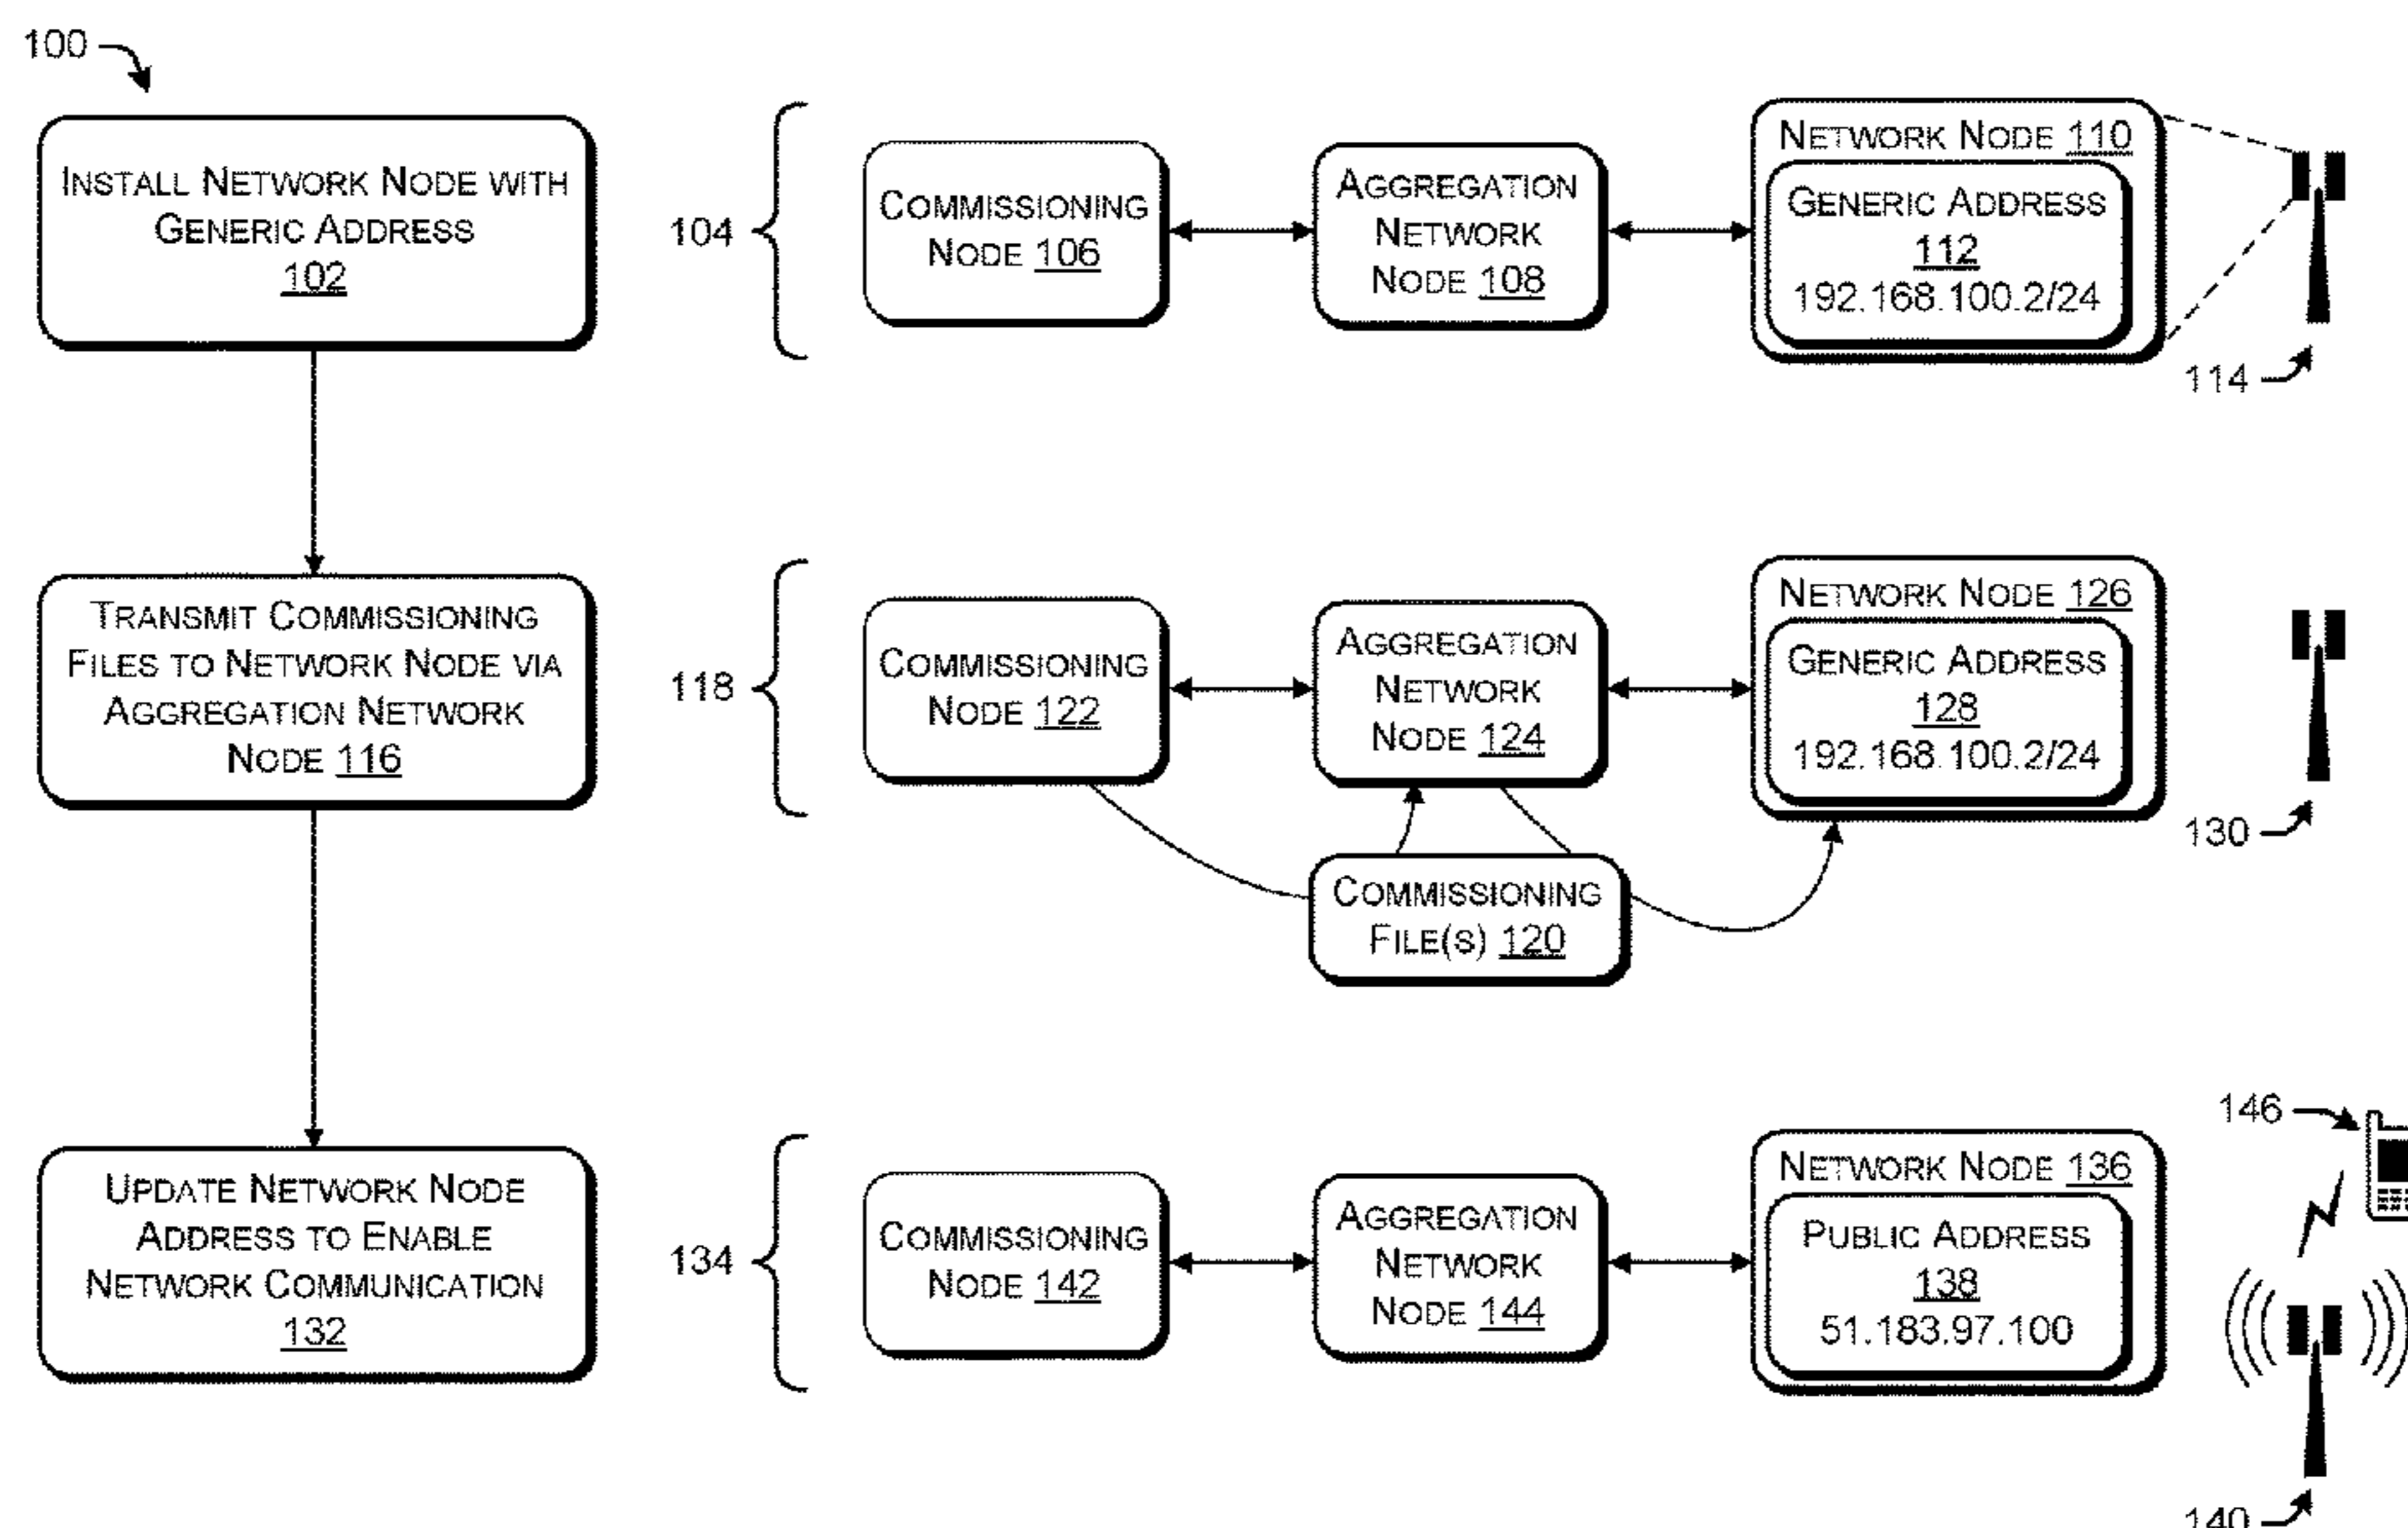 100
INSTALL NETWORK NODE WITH
GENERIC ADDRESS
102
104
COMMISSIONING
NODE 106
AGGREGATION
NETWORK
NODE 108
NETWORK NODE 110
GENERIC ADDRESS
112
192.168.100.2/24
114
TRANSMIT COMMISSIONING
FILES TO NETWORK NODE VIA
AGGREGATION NETWORK
NODE 116
118
COMMISSIONING
NODE 122
AGGREGATION
NETWORK
NODE 124
NETWORK NODE 126
GENERIC ADDRESS
128
192.168.100.2/24
130
COMMISSIONING
FILE(S) 120
UPDATE NETWORK NODE
ADDRESS TO ENABLE
NETWORK COMMUNICATION
132
134
COMMISSIONING
NODE 142
AGGREGATION
NETWORK
NODE 144
NETWORK NODE 136
PUBLIC ADDRESS
138
51.183.97.100
146
140